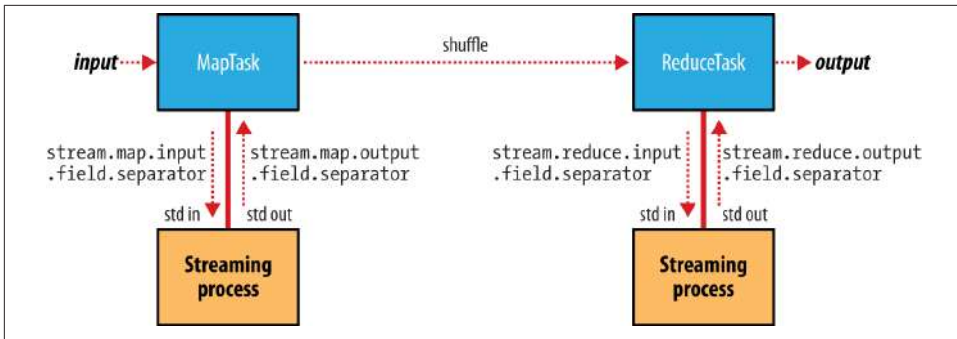 input
MapTask
shuffle
ReduceTask
output
stream.map.input
.field.separator
stream.map.output
.field.separator
stream.reduce.input
.field.separator
stream.reduce.output
.field.separator
std in
std out
std in
std out
Streaming
process
Streaming
process